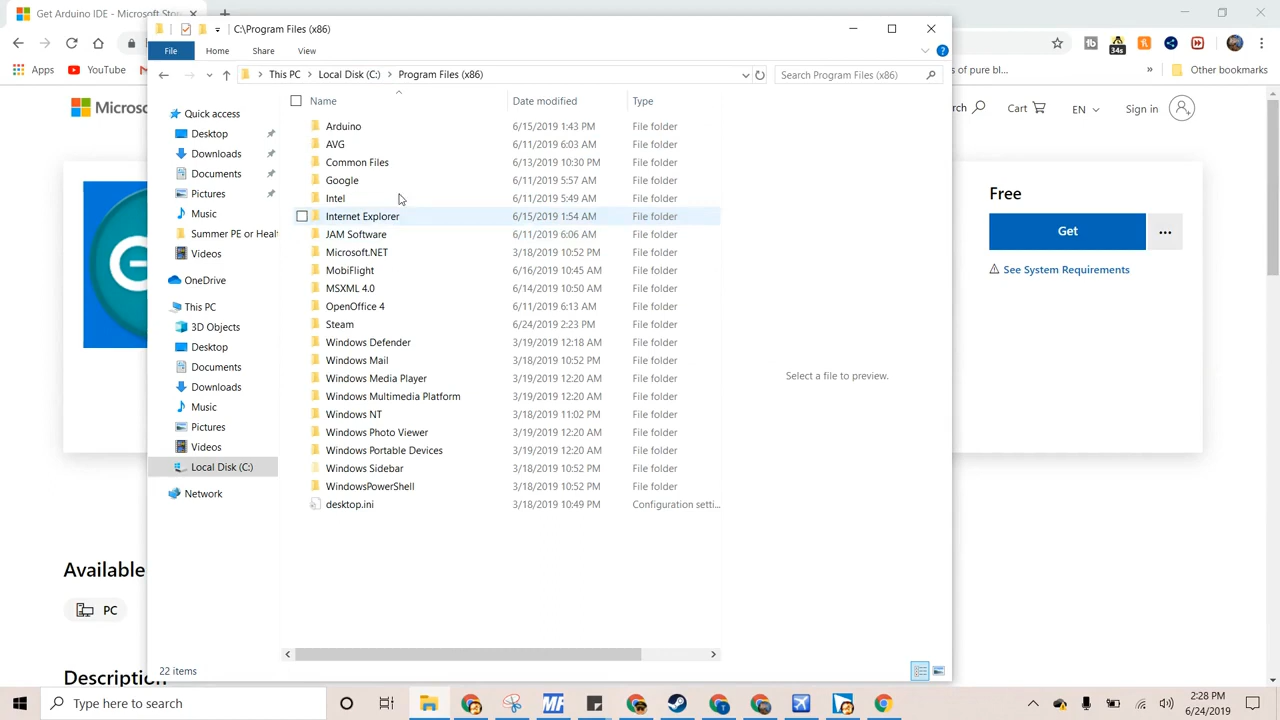 Get Arduino IDE -
C:\Program Files (x86)
File Home Share View
This PC Local Disk (C:) Program Files (x86)
Search Program Files (x86)
34s
Apps YouTube
s of pure bl...
» Other bookmarks
Micros
rch Cart EN Sign in
Name Date modified Type
Quick access
Desktop
Downloads
Documents
Pictures
Music
Summer PE or Heal
Videos
OneDrive
This PC
3D Objects
Desktop
Documents
Downloads
Music
Pictures
Videos
Local Disk (C:)
Network
Arduino 6/15/2019 1:43 PM File folder
AVG 6/11/2019 6:03 AM File folder
Common Files 6/13/2019 10:30 PM File folder
Google 6/11/2019 5:57 AM File folder
Intel 6/11/2019 5:49 AM File folder
Internet Explorer 6/15/2019 1:54 AM File folder
JAM Software 6/11/2019 6:06 AM File folder
Microsoft.NET 3/18/2019 10:52 PM File folder
MobiFlight 6/16/2019 10:45 AM File folder
MSXML 4.0 6/14/2019 10:50 AM File folder
OpenOffice 4 6/11/2019 6:13 AM File folder
Steam 6/24/2019 2:23 PM File folder
Windows Defender 3/19/2019 12:18 AM File folder
Windows Mail 3/18/2019 10:52 PM File folder
Windows Media Player 3/19/2019 12:20 AM File folder
Windows Multimedia Platform 3/19/2019 12:20 AM File folder
Windows NT 3/18/2019 11:02 PM File folder
Windows Photo Viewer 3/19/2019 12:20 AM File folder
Windows Portable Devices 3/19/2019 12:20 AM File folder
Windows Sidebar 3/18/2019 10:52 PM File folder
WindowsPowerShell 3/18/2019 10:52 PM File folder
desktop.ini 3/18/2019 10:49 PM Configuration setti...
Select a file to preview.
Free
Get ...
See System Requirements
Available
PC
Description
22 items
Type here to search
2:28 PM
6/24/2019